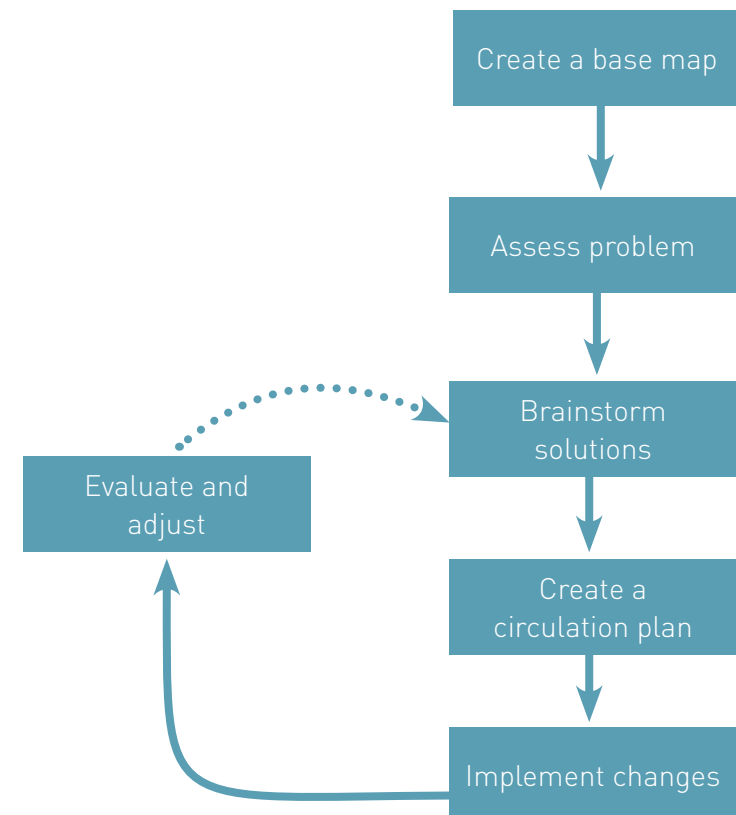 Create a base map
Assess problem
Brainstorm
solutions
Create a
circulation plan
Implement changes
Evaluate and
adjust